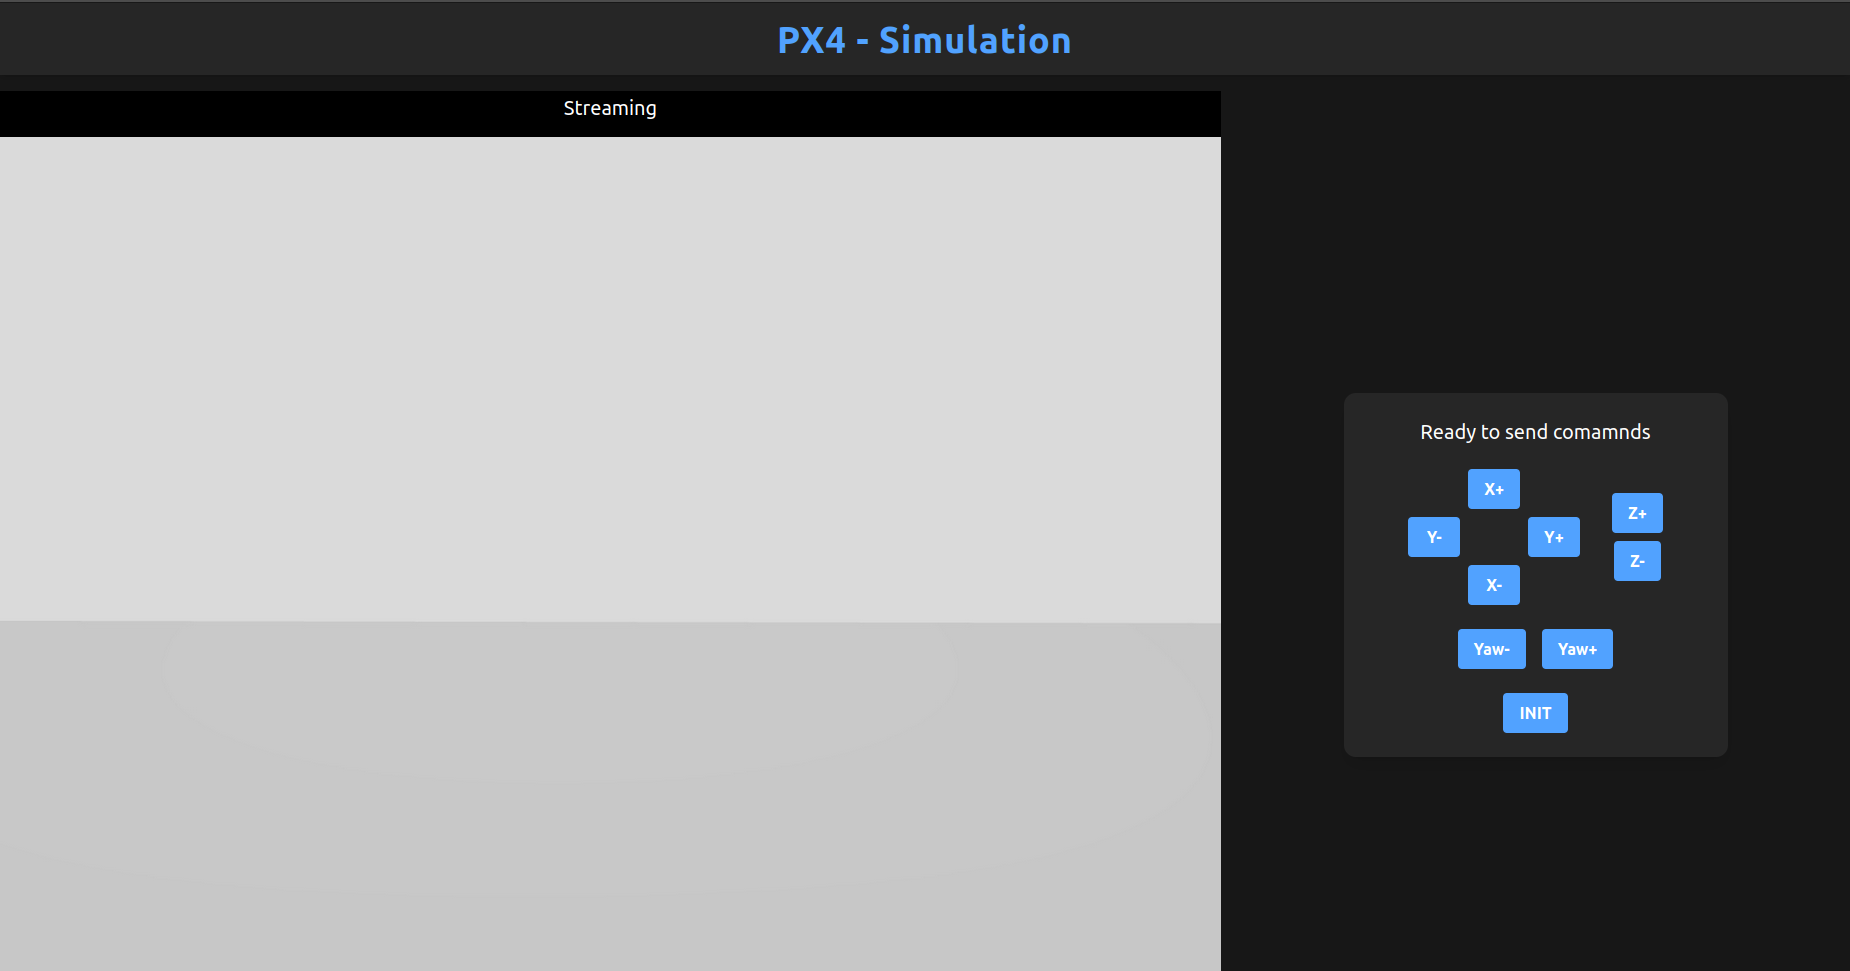 PX4 - Simulation
Streaming
Ready to send comamnds
X+
Z+
Y-
Y+
Z-
X-
Yaw-
Yaw+
INIT